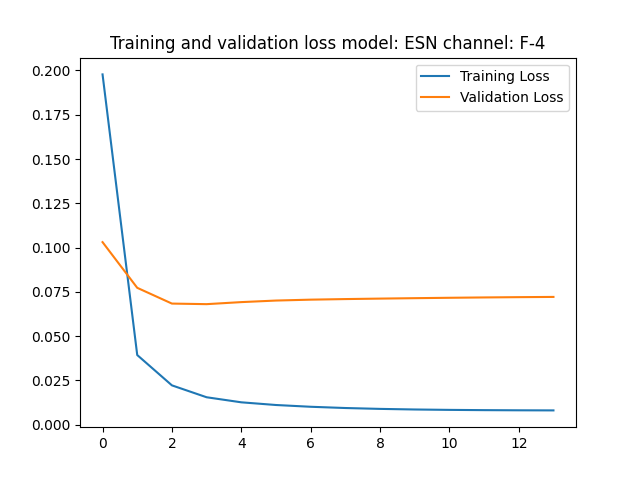 Training and validation loss model: ESN channel: F-4
Training Loss
Validation Loss
0.200
0.175
0.150
0.125
0.100
0.075
0.050
0.025
0.000
0 2 4 6 8 10 12